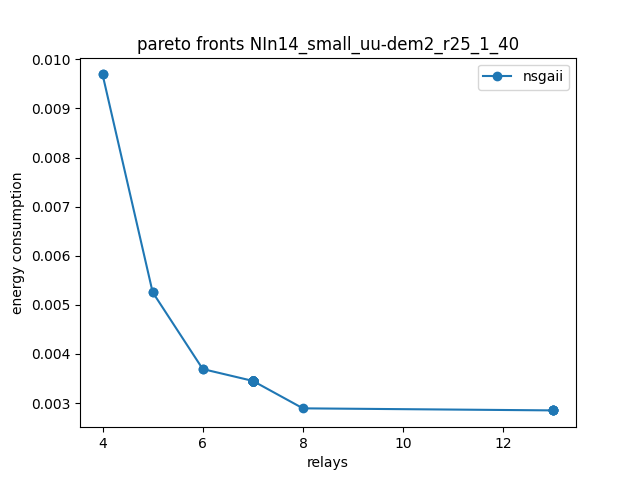 pareto fronts NIn14_small_uu-dem2_r25_1_40
nsgaii
0.010
0.009
0.008
0.007
0.006
0.005
0.004
0.003
energy consumption
4 6 8 10 12
relays